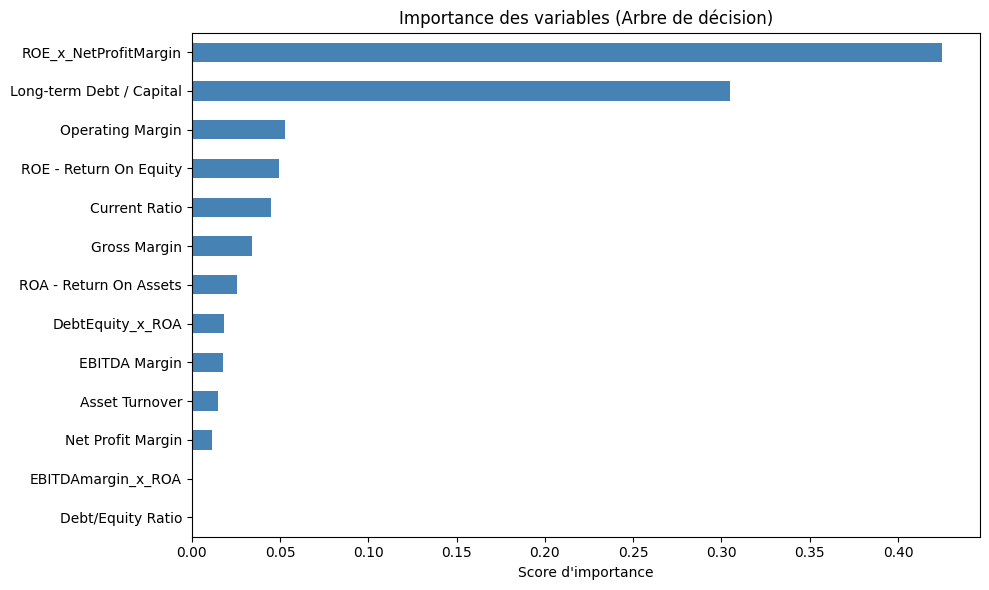 Importance des variables (Arbre de décision)
ROE_x_NetProfitMargin
Long-term Debt / Capital
Operating Margin
ROE - Return On Equity
Current Ratio
Gross Margin
ROA - Return On Assets
DebtEquity_x_ROA
EBITDA Margin
Asset Turnover
Net Profit Margin
EBITDAmargin_x_ROA
Debt/Equity Ratio
0.00 0.05 0.10 0.15 0.20 0.25 0.30 0.35 0.40
Score d'importance